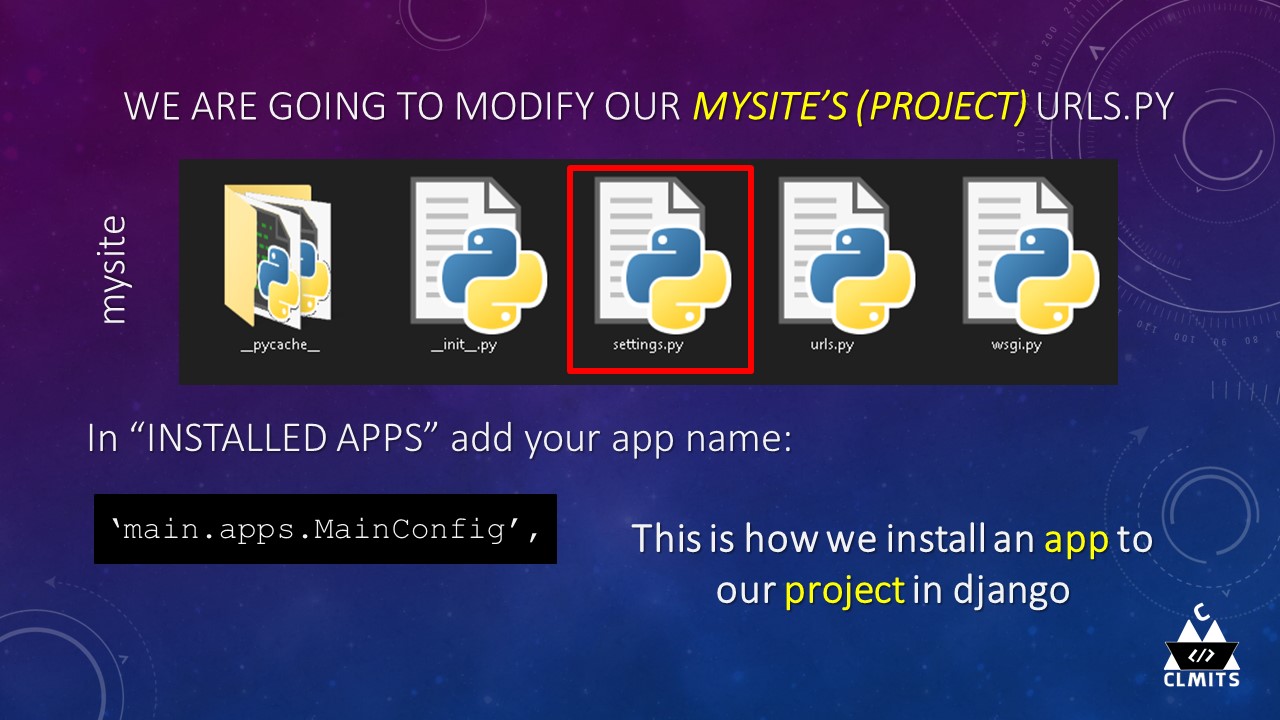 WE ARE GOING TO MODIFY OUR MYSITE’S (PROJECT) URLS.PY
mysite
__pycache__
__init__.py
settings.py
urls.py
wsgi.py
In “INSTALLED APPS” add your app name:
‘main.apps.MainConfig’,
This is how we install an app to
our project in django
C
</>
CLMITS